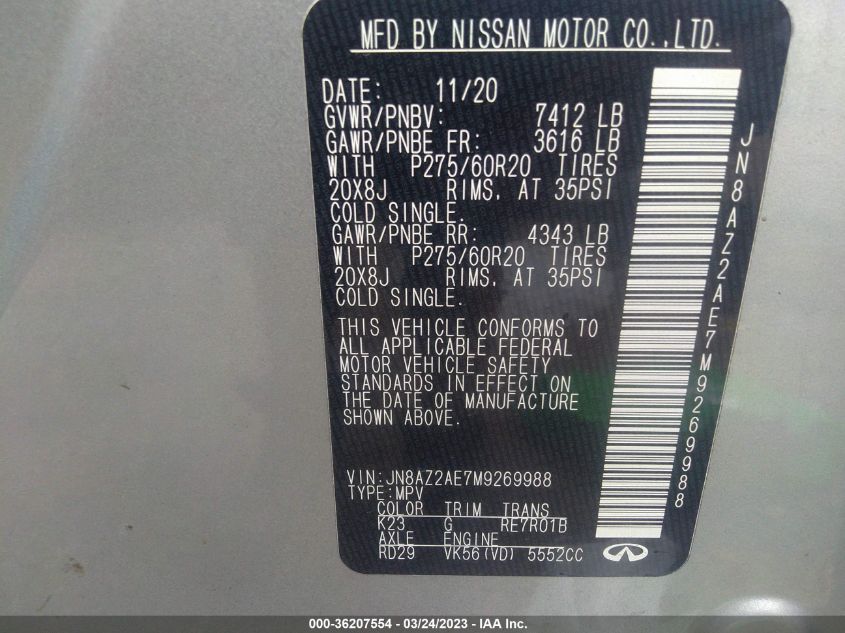 MFD BY NISSAN MOTOR CO.,LTD.
DATE: 11/20
GVWR/PNBV: 7412 LB
GAWR/PNBE FR: 3616 LB
WITH P275/60R20 TIRES
20X8J RIMS, AT 35PSI
COLD SINGLE.
GAWR/PNBE RR: 4343 LB
WITH P275/60R20 TIRES
20X8J RIMS, AT 35PSI
COLD SINGLE.
THIS VEHICLE CONFORMS TO
ALL APPLICABLE FEDERAL
MOTOR VEHICLE SAFETY
STANDARDS IN EFFECT ON
THE DATE OF MANUFACTURE
SHOWN ABOVE.
VIN:JN8AZ2AE7M9269988
TYPE:MPV
COLOR TRIM TRANS
K23 G RE7R01B
AXLE ENGINE
RD29 VK56(VD) 5552CC
JN8AZ2AE7M9269988
000-36207554 - 03/24/2023 - IAA, Inc.